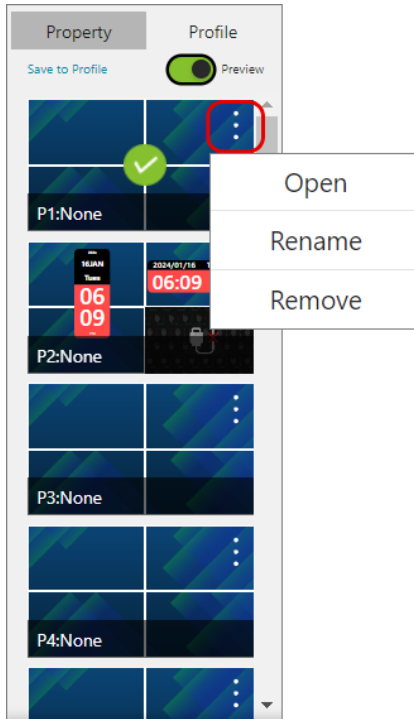 Property Profile
Save to Profile Preview
P1:None
Open
Rename
Remove
16JAN
Tues
06
09
2024/01/16
06:09
P2:None
P3:None
P4:None